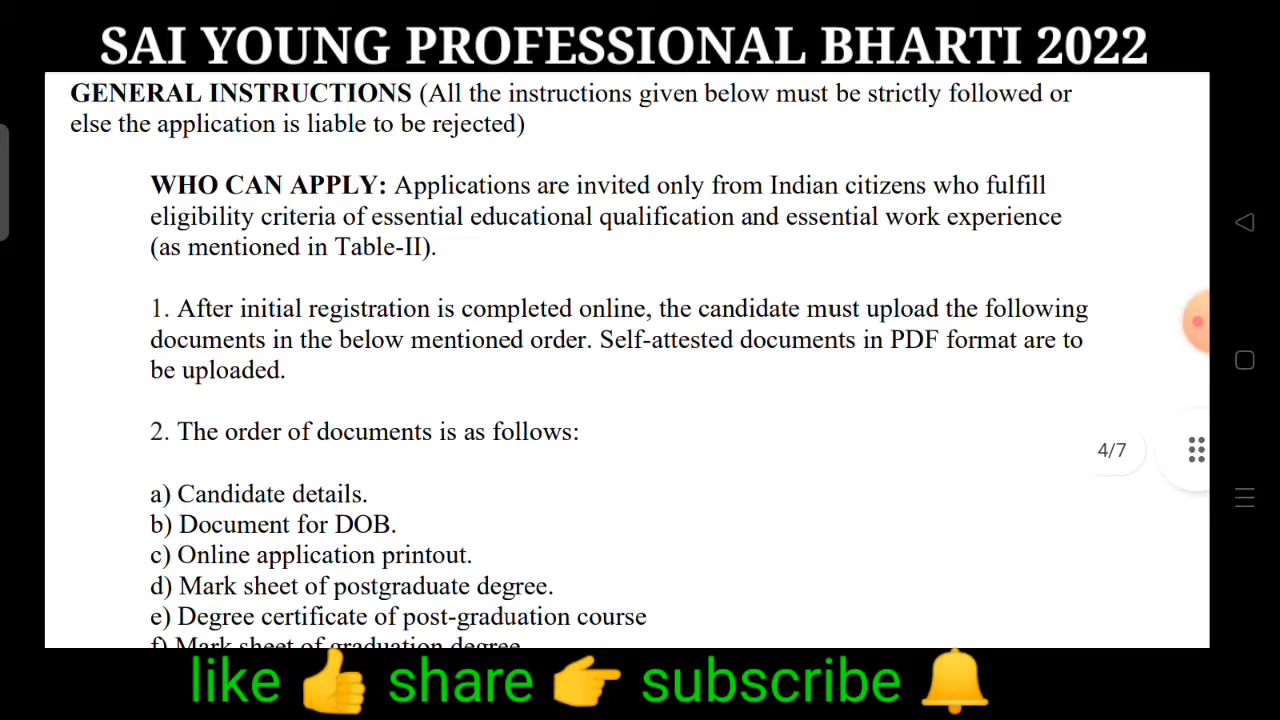 SAI YOUNG PROFESSIONAL BHARTI 2022
GENERAL INSTRUCTIONS (All the instructions given below must be strictly followed or
else the application is liable to be rejected)
WHO CAN APPLY: Applications are invited only from Indian citizens who fulfill
eligibility criteria of essential educational qualification and essential work experience
(as mentioned in Table-II).
1. After initial registration is completed online, the candidate must upload the following
documents in the below mentioned order. Self-attested documents in PDF format are to
be uploaded.
2. The order of documents is as follows:
4/7
a) Candidate details.
b) Document for DOB.
c) Online application printout.
d) Mark sheet of postgraduate degree.
e) Degree certificate of post-graduation course
f) Mark sheet of graduation degree
like 👍 share 👉 subscribe 🔔